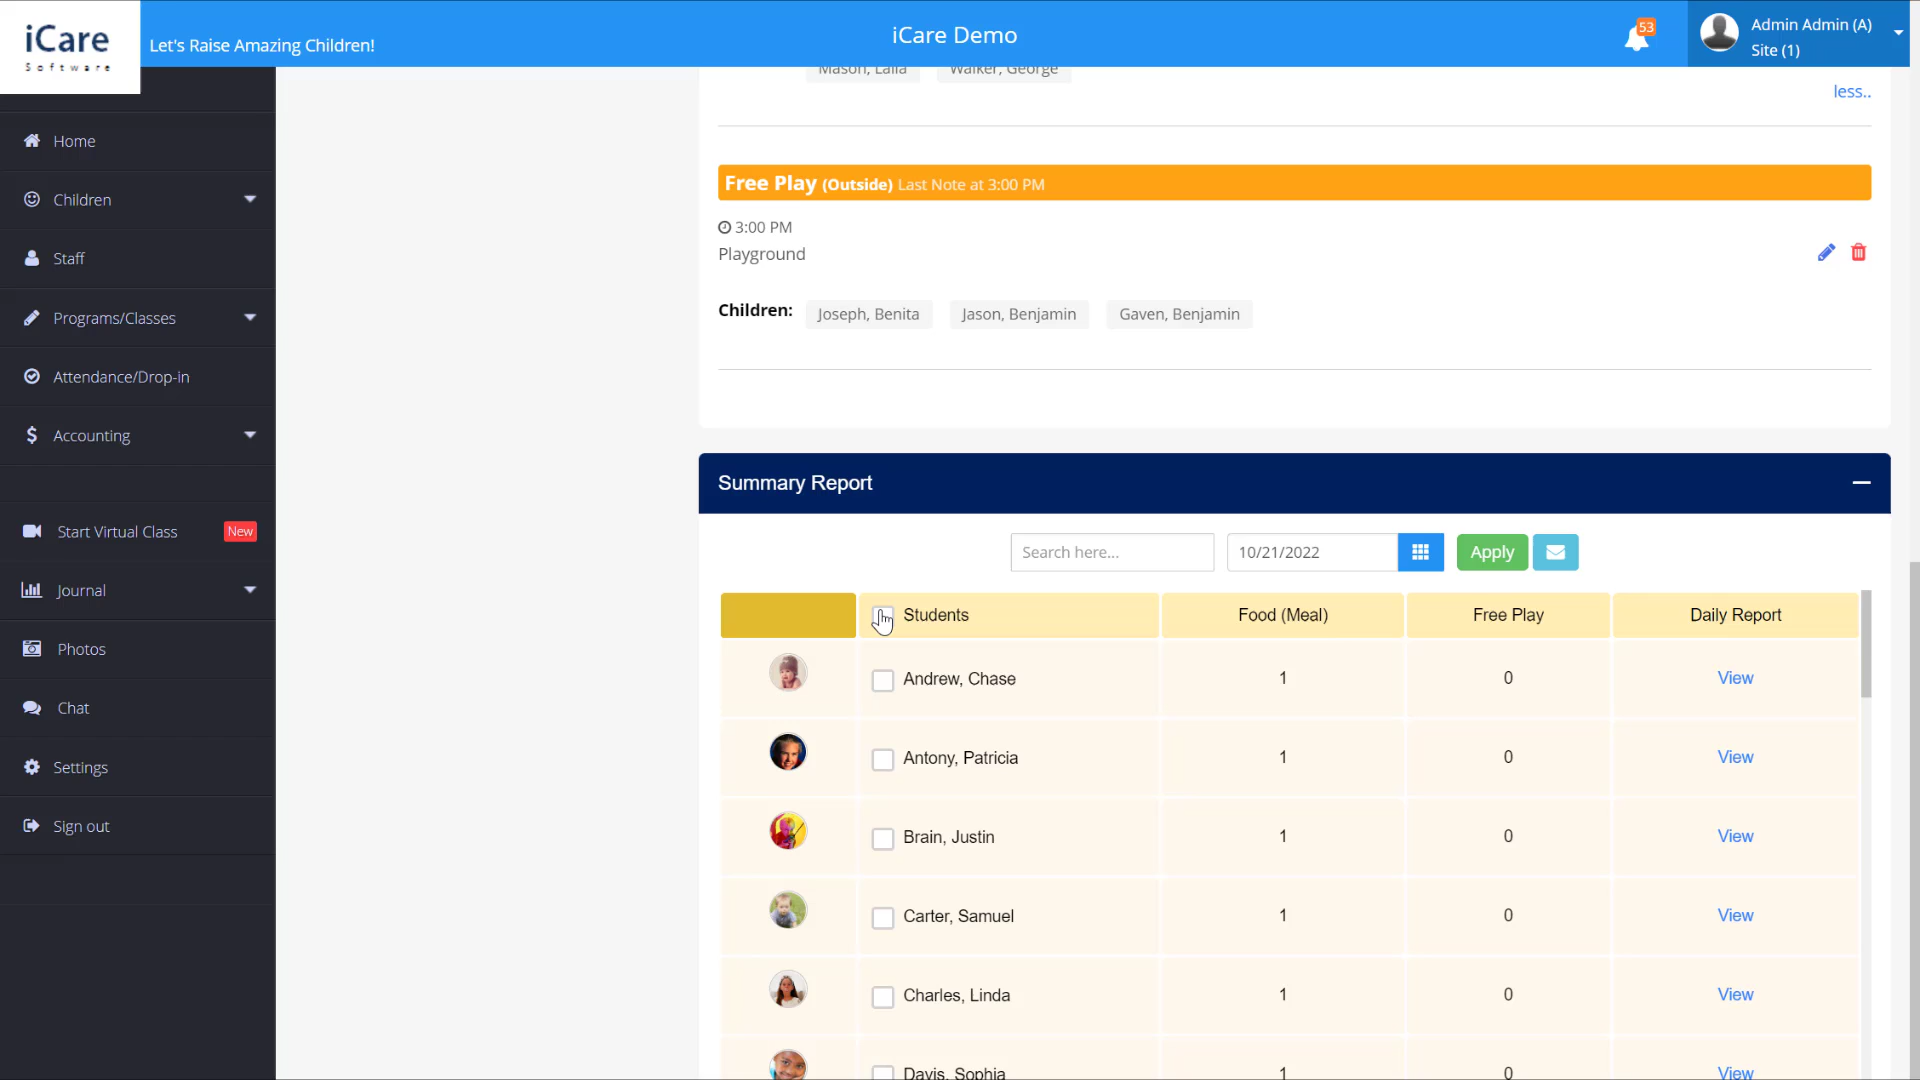 iCare
Software
Let's Raise Amazing Children!
iCare Demo
53
Admin Admin (A)
Site (1)
Home
Children
Staff
Programs/Classes
Attendance/Drop-in
Accounting
Start Virtual Class New
Journal
Photos
Chat
Settings
Sign out
Mason, Laila Walker, George
less..
Free Play (Outside) Last Note at 3:00 PM
3:00 PM
Playground
Children: Joseph, Benita Jason, Benjamin Gaven, Benjamin
Summary Report
Search here... 10/21/2022 Apply
Students Food (Meal) Free Play Daily Report
Andrew, Chase 1 0 View
Antony, Patricia 1 0 View
Brain, Justin 1 0 View
Carter, Samuel 1 0 View
Charles, Linda 1 0 View
Davis, Sophia 1 0 View